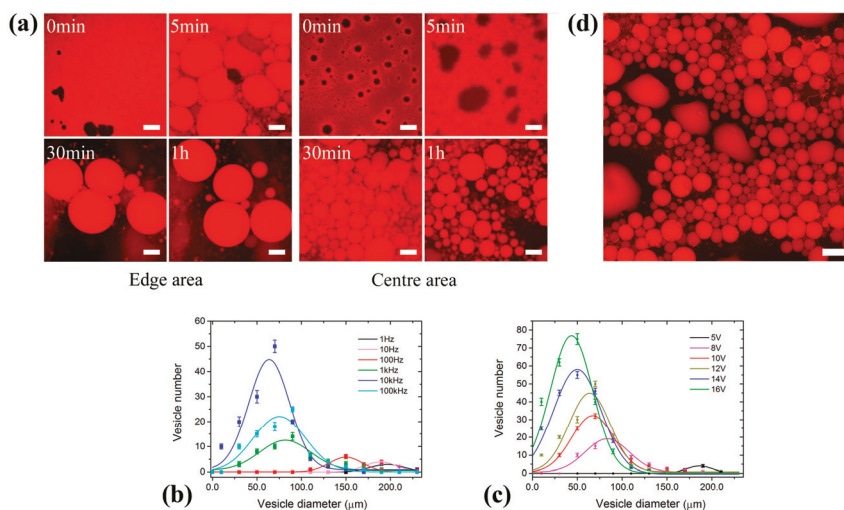 (a)
0min
5min
0min
5min
(d)
30min
1h
30min
1h
Edge area
Centre area
60
50
40
30
20
10
0
0.0
50.0
100.0
150.0
200.0
Vesicle number
Vesicle diameter (μm)
1Hz
10Hz
100Hz
1kHz
10kHz
100kHz
(b)
80
70
60
50
40
30
20
10
0
0.0
50.0
100.0
150.0
200.0
Vesicle number
Vesicle diameter (μm)
5V
8V
10V
12V
14V
16V
(c)